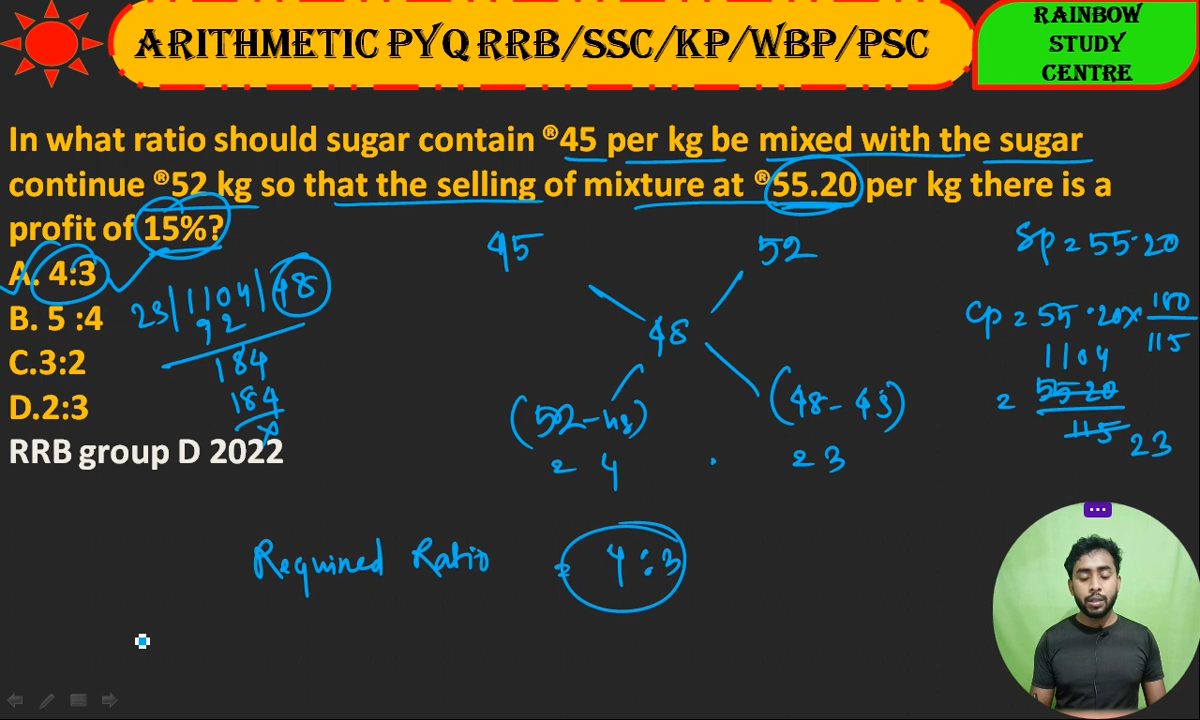 ARITHMETIC PYQ RRB/SSC/KP/WBP/PSC
RAINBOW
STUDY
CENTRE
In what ratio should sugar contain ®45 per kg be mixed with the sugar
continue ®52 kg so that the selling of mixture at ®55.20 per kg there is a
profit of 15%?
A. 4:3
B. 5 :4
C.3:2
D.2:3
RRB group D 2022
23|1104|48
92
184
184
x
45 52
48
(52-48) (48-45)
= 4 : = 3
Sp = 55.20
Cp = 55.20x 100
115
1104
= 5520
115 23
Required Ratio = 4:3